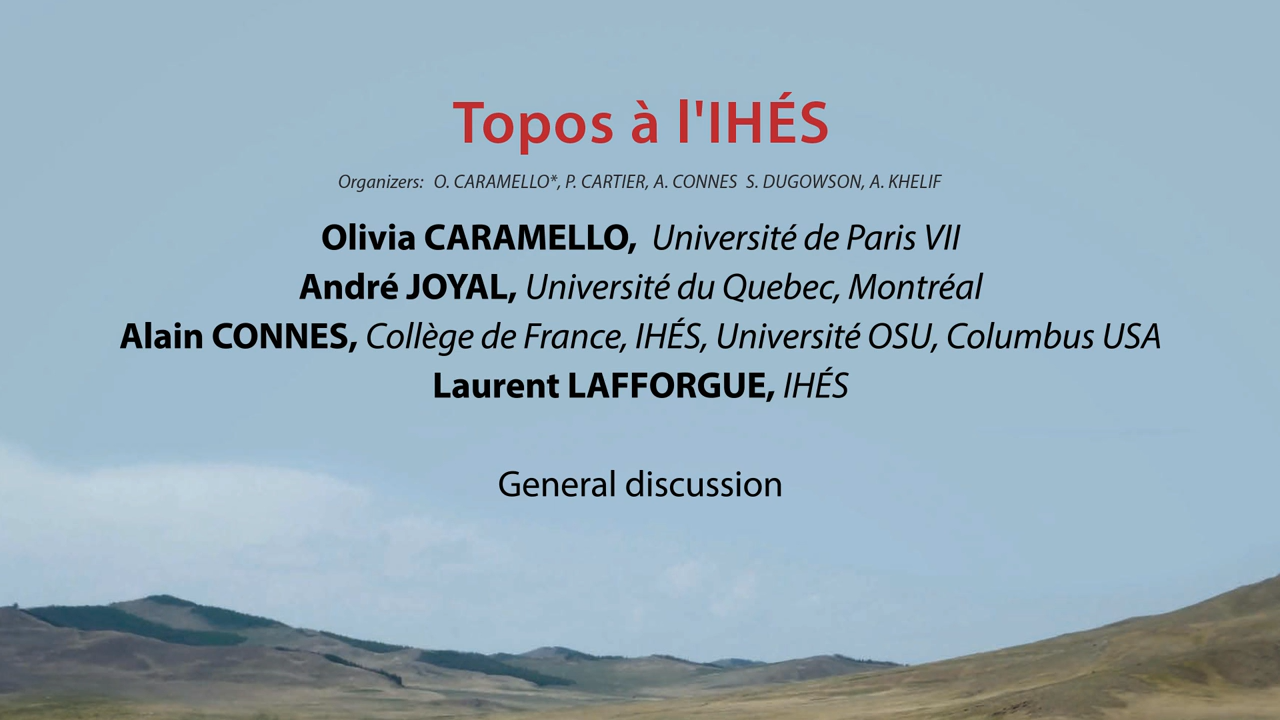 Topos à l'IHÉS
Organizers: O. CARAMELLO*, P. CARTIER, A. CONNES S. DUGOWSON, A. KHELIF
Olivia CARAMELLO, Université de Paris VII
André JOYAL, Université du Quebec, Montréal
Alain CONNES, Collège de France, IHÉS, Université OSU, Columbus USA
Laurent LAFFORGUE, IHÉS
General discussion